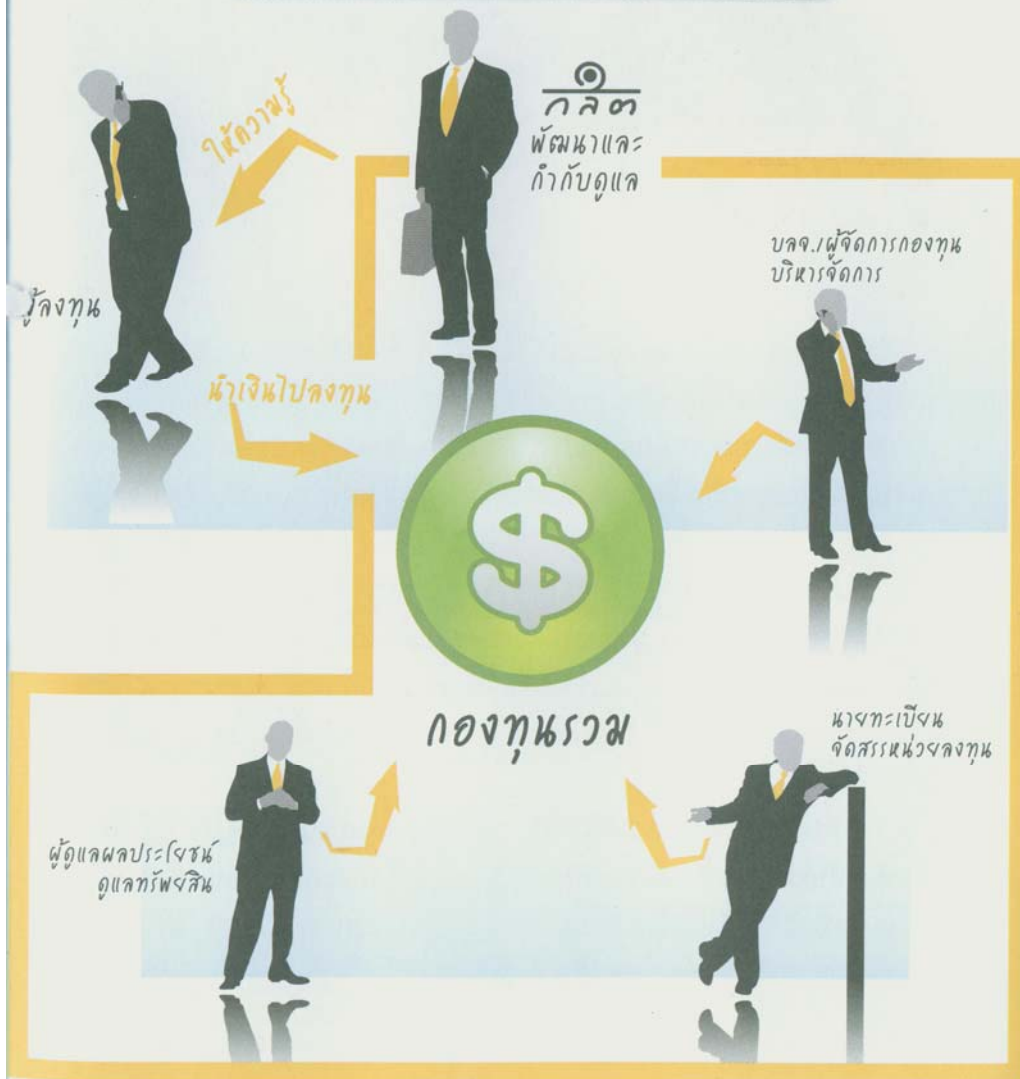 ให้ความรู้
กลต
พัฒนาและ
กำกับดูแล
บลจ./ผู้จัดการกองทุน
บริหารจัดการ
ผู้ลงทุน
นำเงินไปลงทุน
$
กองทุนรวม
นายทะเบียน
จัดสรรหน่วยลงทุน
ผู้ดูแลผลประโยชน์
ดูแลทรัพย์สิน